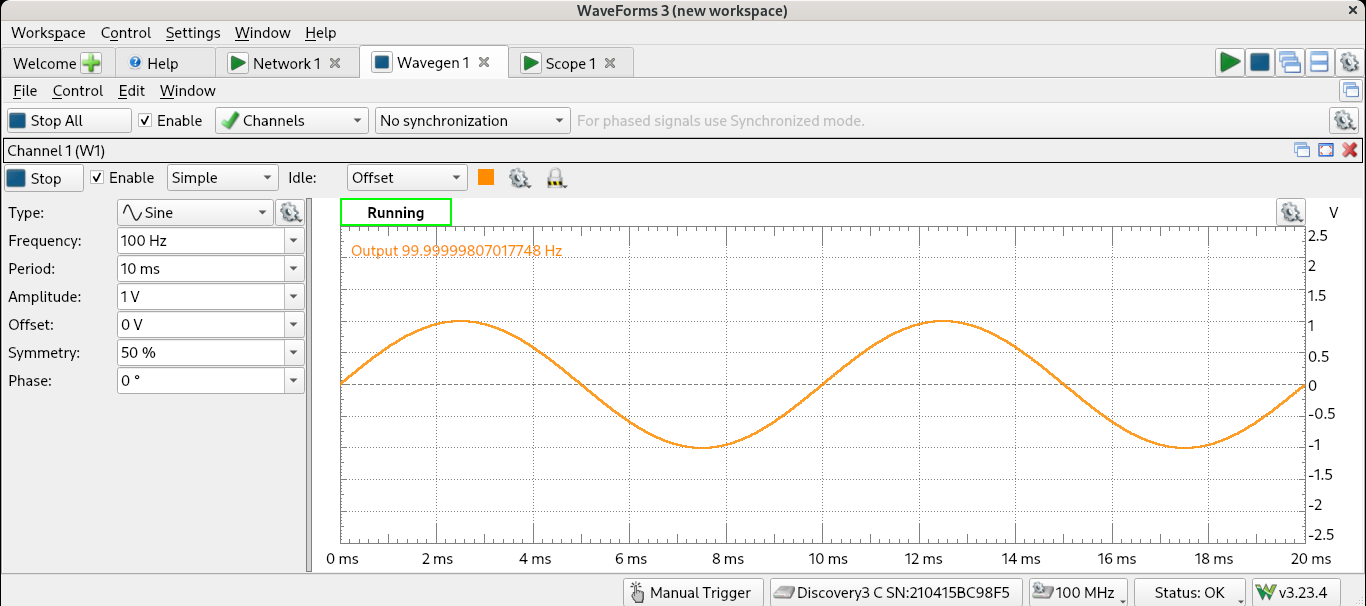 WaveForms 3 (new workspace)
Workspace Control Settings Window Help
Welcome Help Network 1 Wavegen 1 Scope 1
File Control Edit Window
Stop All Enable Channels No synchronization For phased signals use Synchronized mode.
Channel 1 (W1)
Stop Enable Simple Idle: Offset
Type: Sine
Frequency: 100 Hz
Period: 10 ms
Amplitude: 1 V
Offset: 0 V
Symmetry: 50 %
Phase: 0 °
Running V
Output 99.99999807017748 Hz
2.5
2
1.5
1
0.5
0
-0.5
-1
-1.5
-2
-2.5
0 ms 2 ms 4 ms 6 ms 8 ms 10 ms 12 ms 14 ms 16 ms 18 ms 20 ms
Manual Trigger Discovery3 C SN:210415BC98F5 100 MHz Status: OK v3.23.4